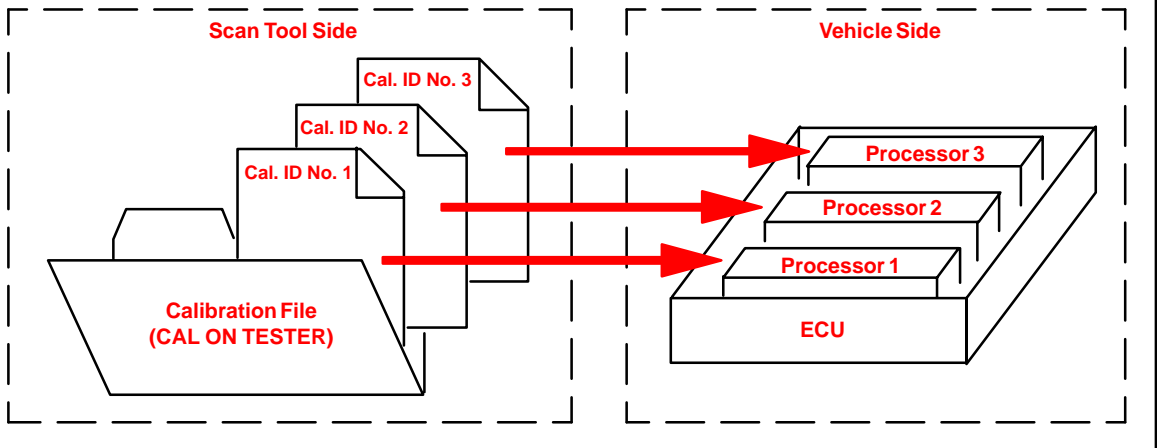 Scan Tool Side
Cal. ID No. 3
Cal. ID No. 2
Cal. ID No. 1
Calibration File
(CAL ON TESTER)
Vehicle Side
Processor 3
Processor 2
Processor 1
ECU